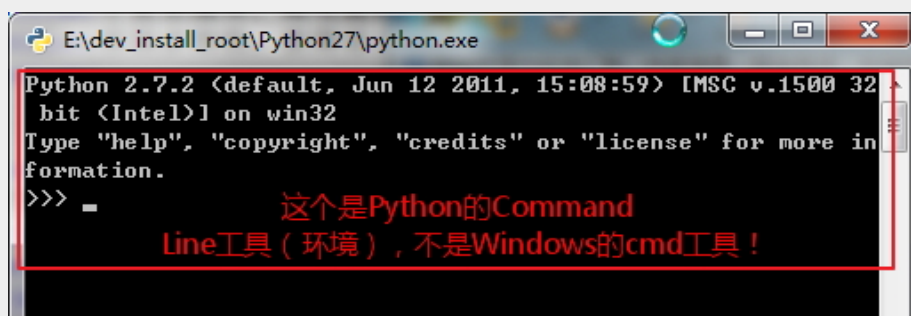 E:\dev_install_root\Python27\python.exe
Python 2.7.2 (default, Jun 12 2011, 15:08:59) [MSC v.1500 32
 bit (Intel)] on win32
Type "help", "copyright", "credits" or "license" for more in
formation.
>>> _
这个是Python的Command
Line工具（环境），不是Windows的cmd工具！